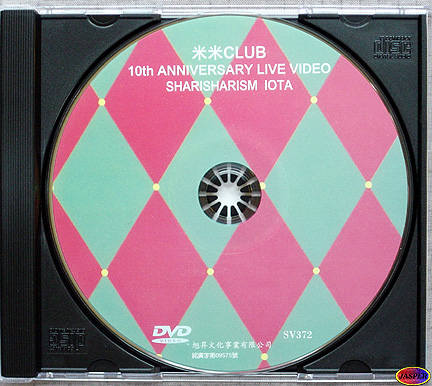 米米CLUB
10th ANNIVERSARY LIVE VIDEO
SHARISHARISM IOTA
DVD
VIDEO
旭昇文化事業有限公司
SV372